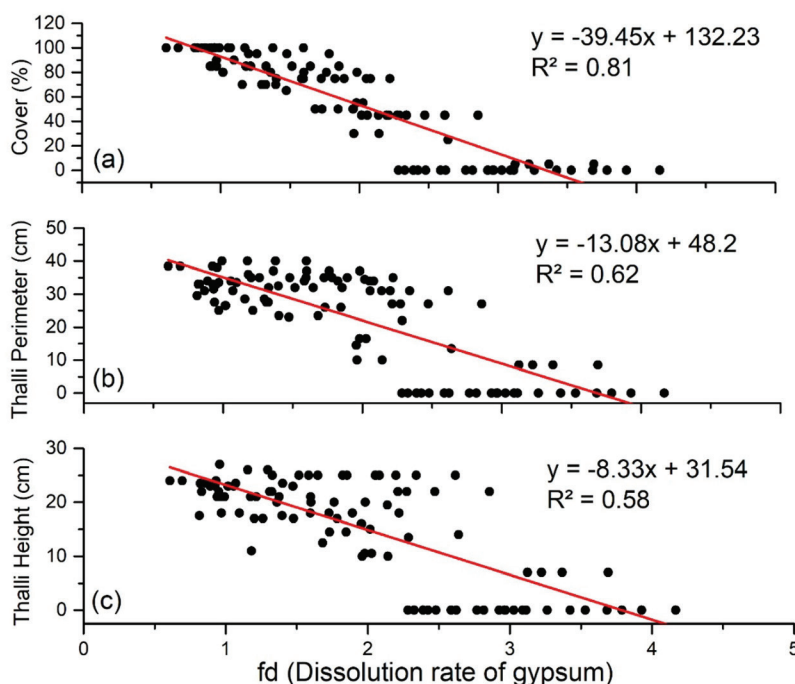 120
100
80
60
40
20
0
Cover (%)
(a)
y = -39.45x + 132.23
R² = 0.81
50
40
30
20
10
0
Thalli Perimeter (cm)
(b)
y = -13.08x + 48.2
R² = 0.62
30
20
10
0
Thalli Height (cm)
(c)
y = -8.33x + 31.54
R² = 0.58
0 1 2 3 4 5
fd (Dissolution rate of gypsum)